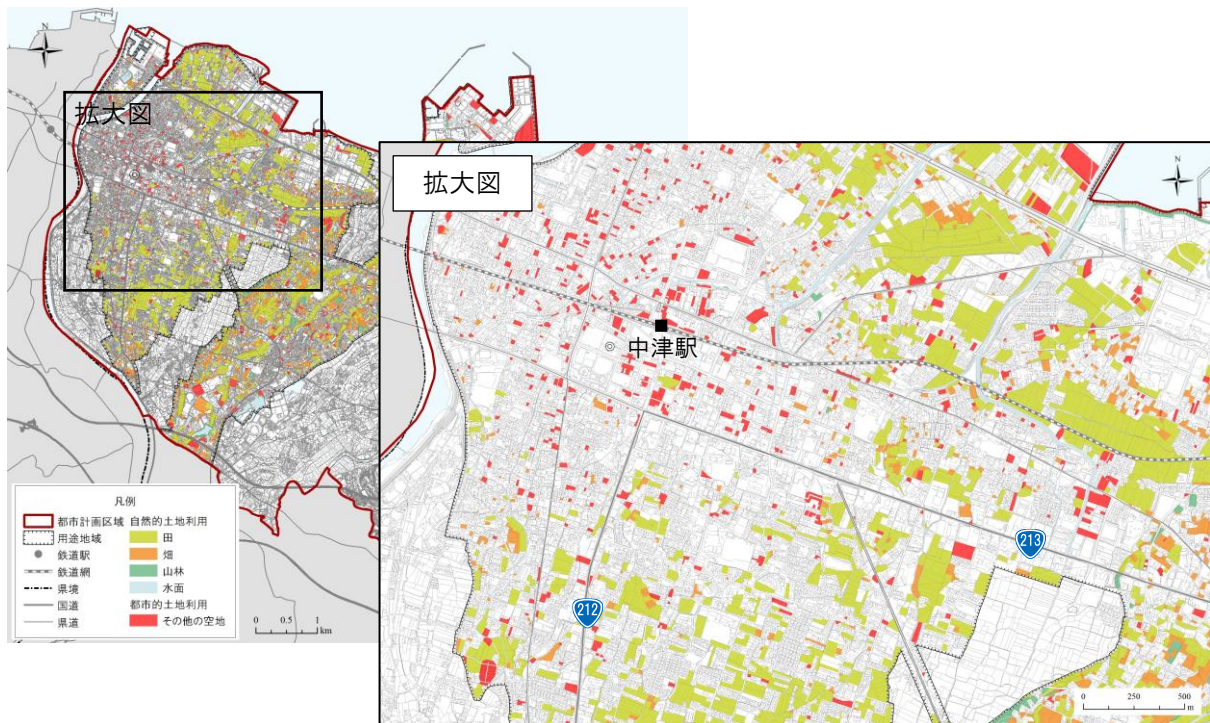 N
拡大図
拡大図
N
中津駅
213
212
凡例
都市計画区域
用途地域
鉄道駅
鉄道網
県境
国道
県道
自然的土地利用
田
畑
山林
水面
都市的土地利用
その他の空地
0 0.5 1
km
0 250 500
m